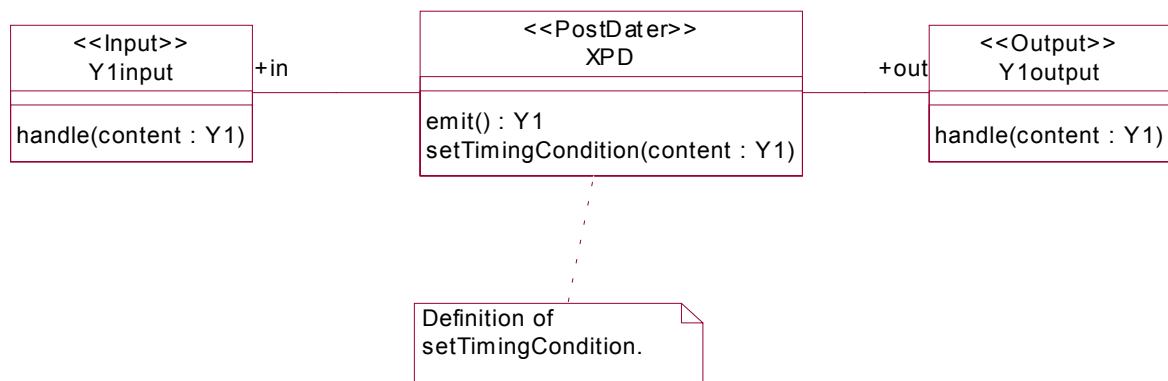 <<Input>>
Y1input
handle(content : Y1)
+in
<<PostDater>>
XPD
emit() : Y1
setTimingCondition(content : Y1)
+out
<<Output>>
Y1output
handle(content : Y1)
Definition of
setTimingCondition.